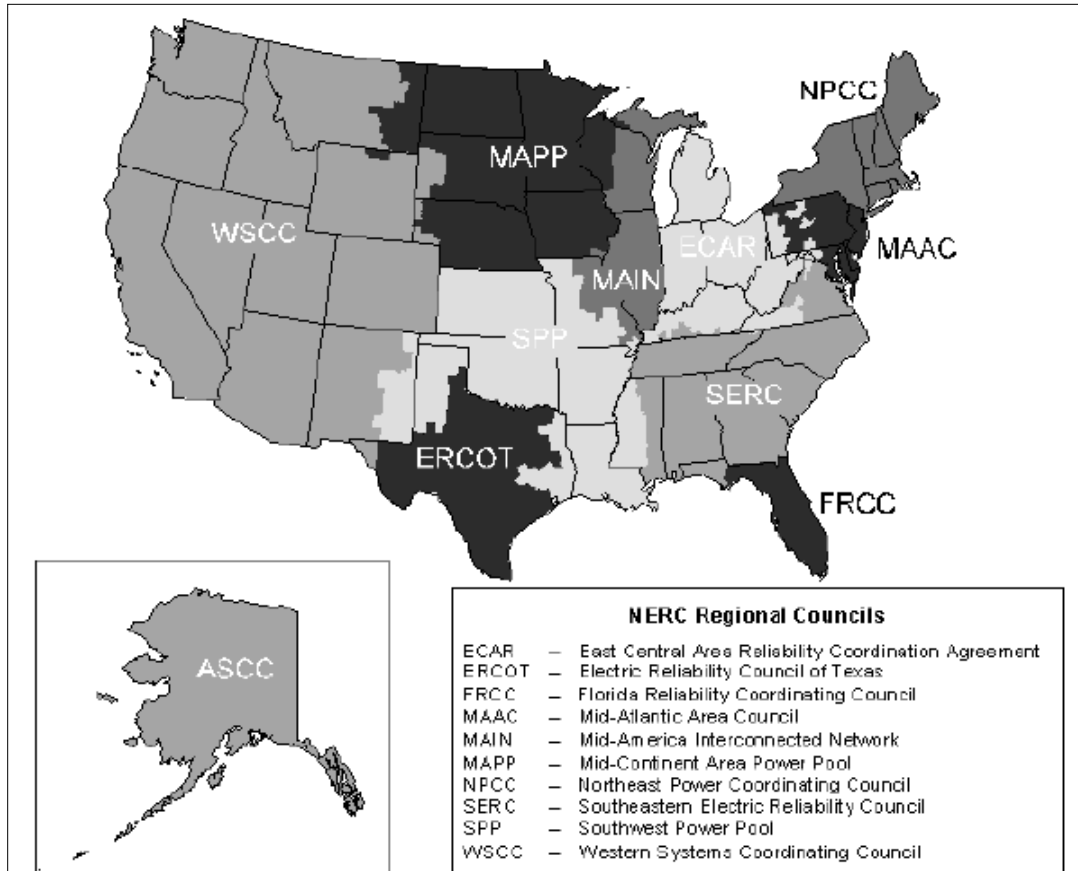 NPCC
MAPP
WSCC
ECAR
MAAC
MAIN
SPP
SERC
ERCOT
FRCC
ASCC
NERC Regional Councils
ECAR – East Central Area Reliability Coordination Agreement
ERCOT – Electric Reliability Council of Texas
FRCC – Florida Reliability Coordinating Council
MAAC – Mid-Atlantic Area Council
MAIN – Mid-America Interconnected Network
MAPP – Mid-Continent Area Power Pool
NPCC – Northeast Power Coordinating Council
SERC – Southeastern Electric Reliability Council
SPP – Southwest Power Pool
WSCC – Western Systems Coordinating Council